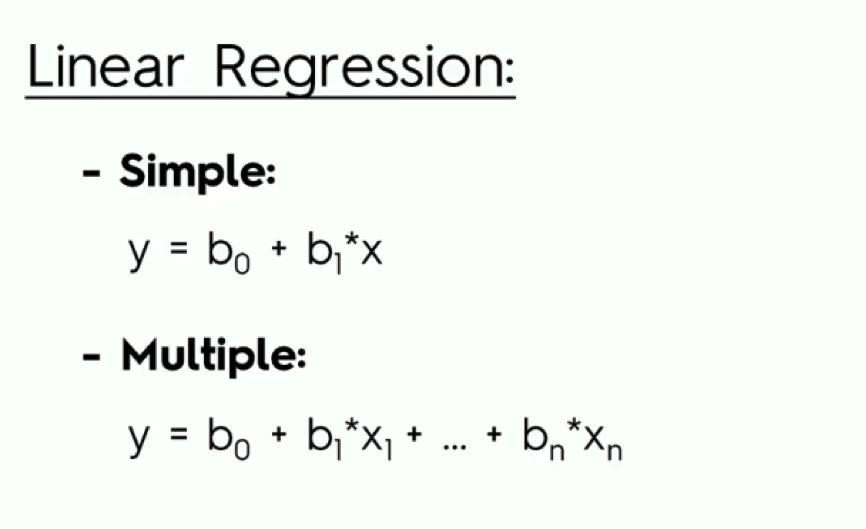 Linear Regression:
- Simple:
y = b₀ + b₁*x
- Multiple:
y = b₀ + b₁*x₁ + ... + bₙ*xₙ